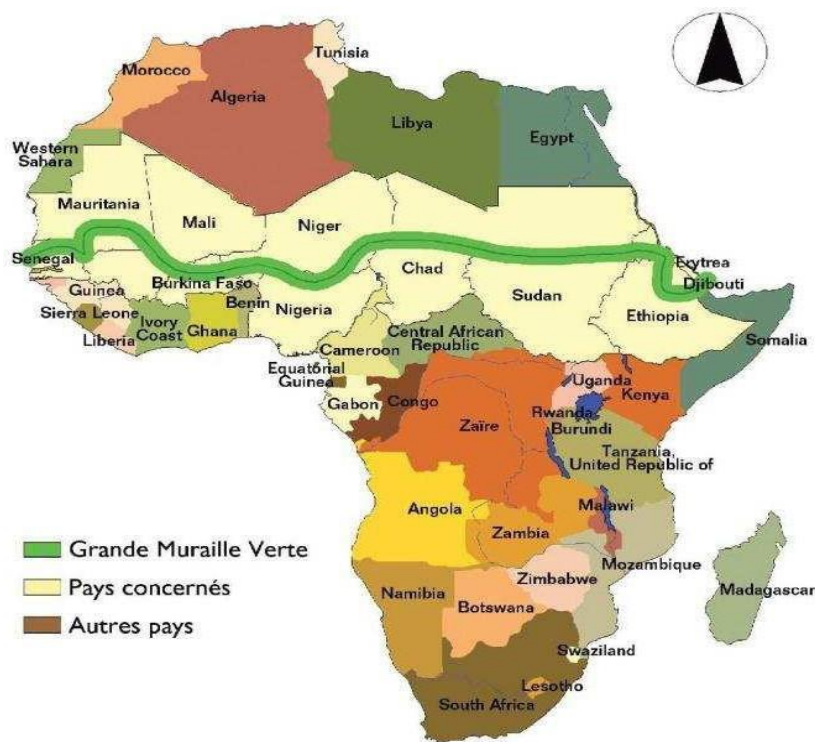 Tunisia
Morocco
Algeria
Libya
Egypt
Western
Sahara
Mauritania
Mali
Niger
Senegal
Chad
Erytrea
Djibouti
Burkina Faso
Guinea
Benin
Nigeria
Sudan
Ethiopia
Sierra Leone
Ivory
Coast
Ghana
Liberia
Somalia
Central African
Republic
Cameroon
Equatorial
Guinea
Uganda
Kenya
Gabon
Congo
Rwanda
Burundi
Zaïre
Tanzania,
United Republic of
Angola
Malawi
Zambia
Mozambique
Zimbabwe
Madagascar
Namibia
Botswana
Swaziland
Lesotho
South Africa
Grande Muraille Verte
Pays concernés
Autres pays